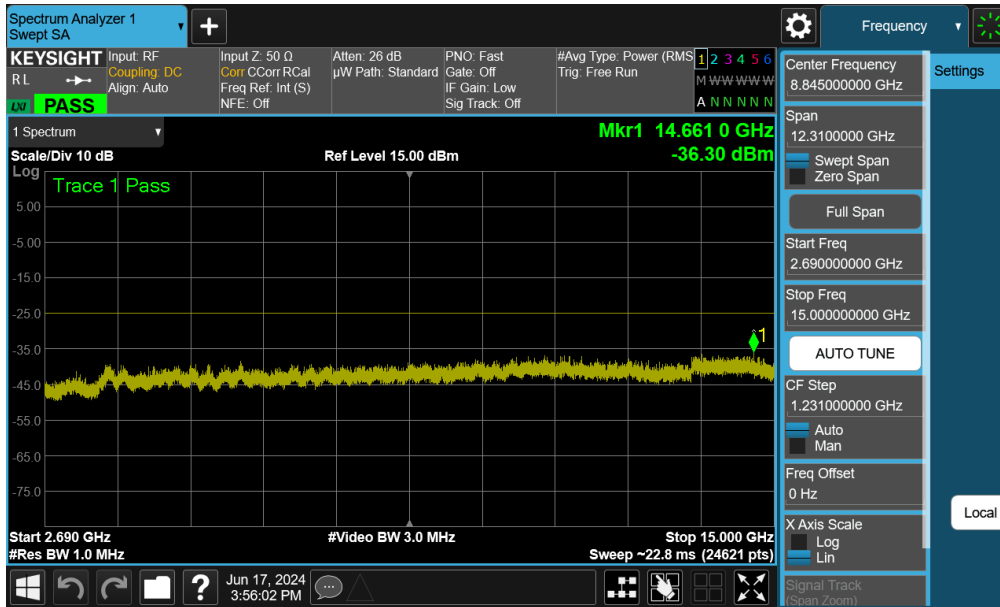 Spectrum Analyzer 1
Swept SA
Frequency
KEYSIGHT
R L
LXI
PASS
Input: RF
Coupling: DC
Align: Auto
Input Z: 50 Ω
Corr CCorr RCal
Freq Ref: Int (S)
NFE: Off
Atten: 26 dB
µW Path: Standard
PNO: Fast
Gate: Off
IF Gain: Low
Sig Track: Off
#Avg Type: Power (RMS
Trig: Free Run
1 2 3 4 5 6
M W W W W W
A N N N N N
1 Spectrum
Mkr1 14.661 0 GHz
Scale/Div 10 dB
Ref Level 15.00 dBm
-36.30 dBm
Log
Trace 1 Pass
5.00
-5.00
-15.0
-25.0
-35.0
-45.0
-55.0
-65.0
-75.0
1
Start 2.690 GHz
#Video BW 3.0 MHz
Stop 15.000 GHz
#Res BW 1.0 MHz
Sweep ~22.8 ms (24621 pts)
Center Frequency
8.845000000 GHz
Span
12.3100000 GHz
Swept Span
Zero Span
Full Span
Start Freq
2.690000000 GHz
Stop Freq
15.000000000 GHz
AUTO TUNE
CF Step
1.231000000 GHz
Auto
Man
Freq Offset
0 Hz
X Axis Scale
Log
Lin
Signal Track
(Span Zoom)
Settings
Local
?
Jun 17, 2024
3:56:02 PM